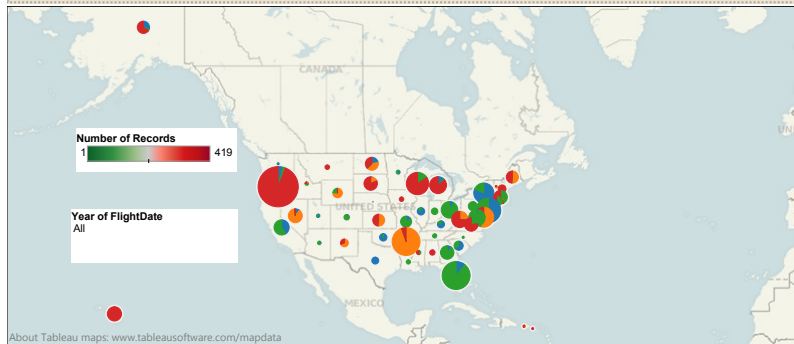 CANADA
Number of Records
1
419
UNITED STATES
Year of FlightDate
All
MEXICO
About Tableau maps: www.tableausoftware.com/mapdata
UN